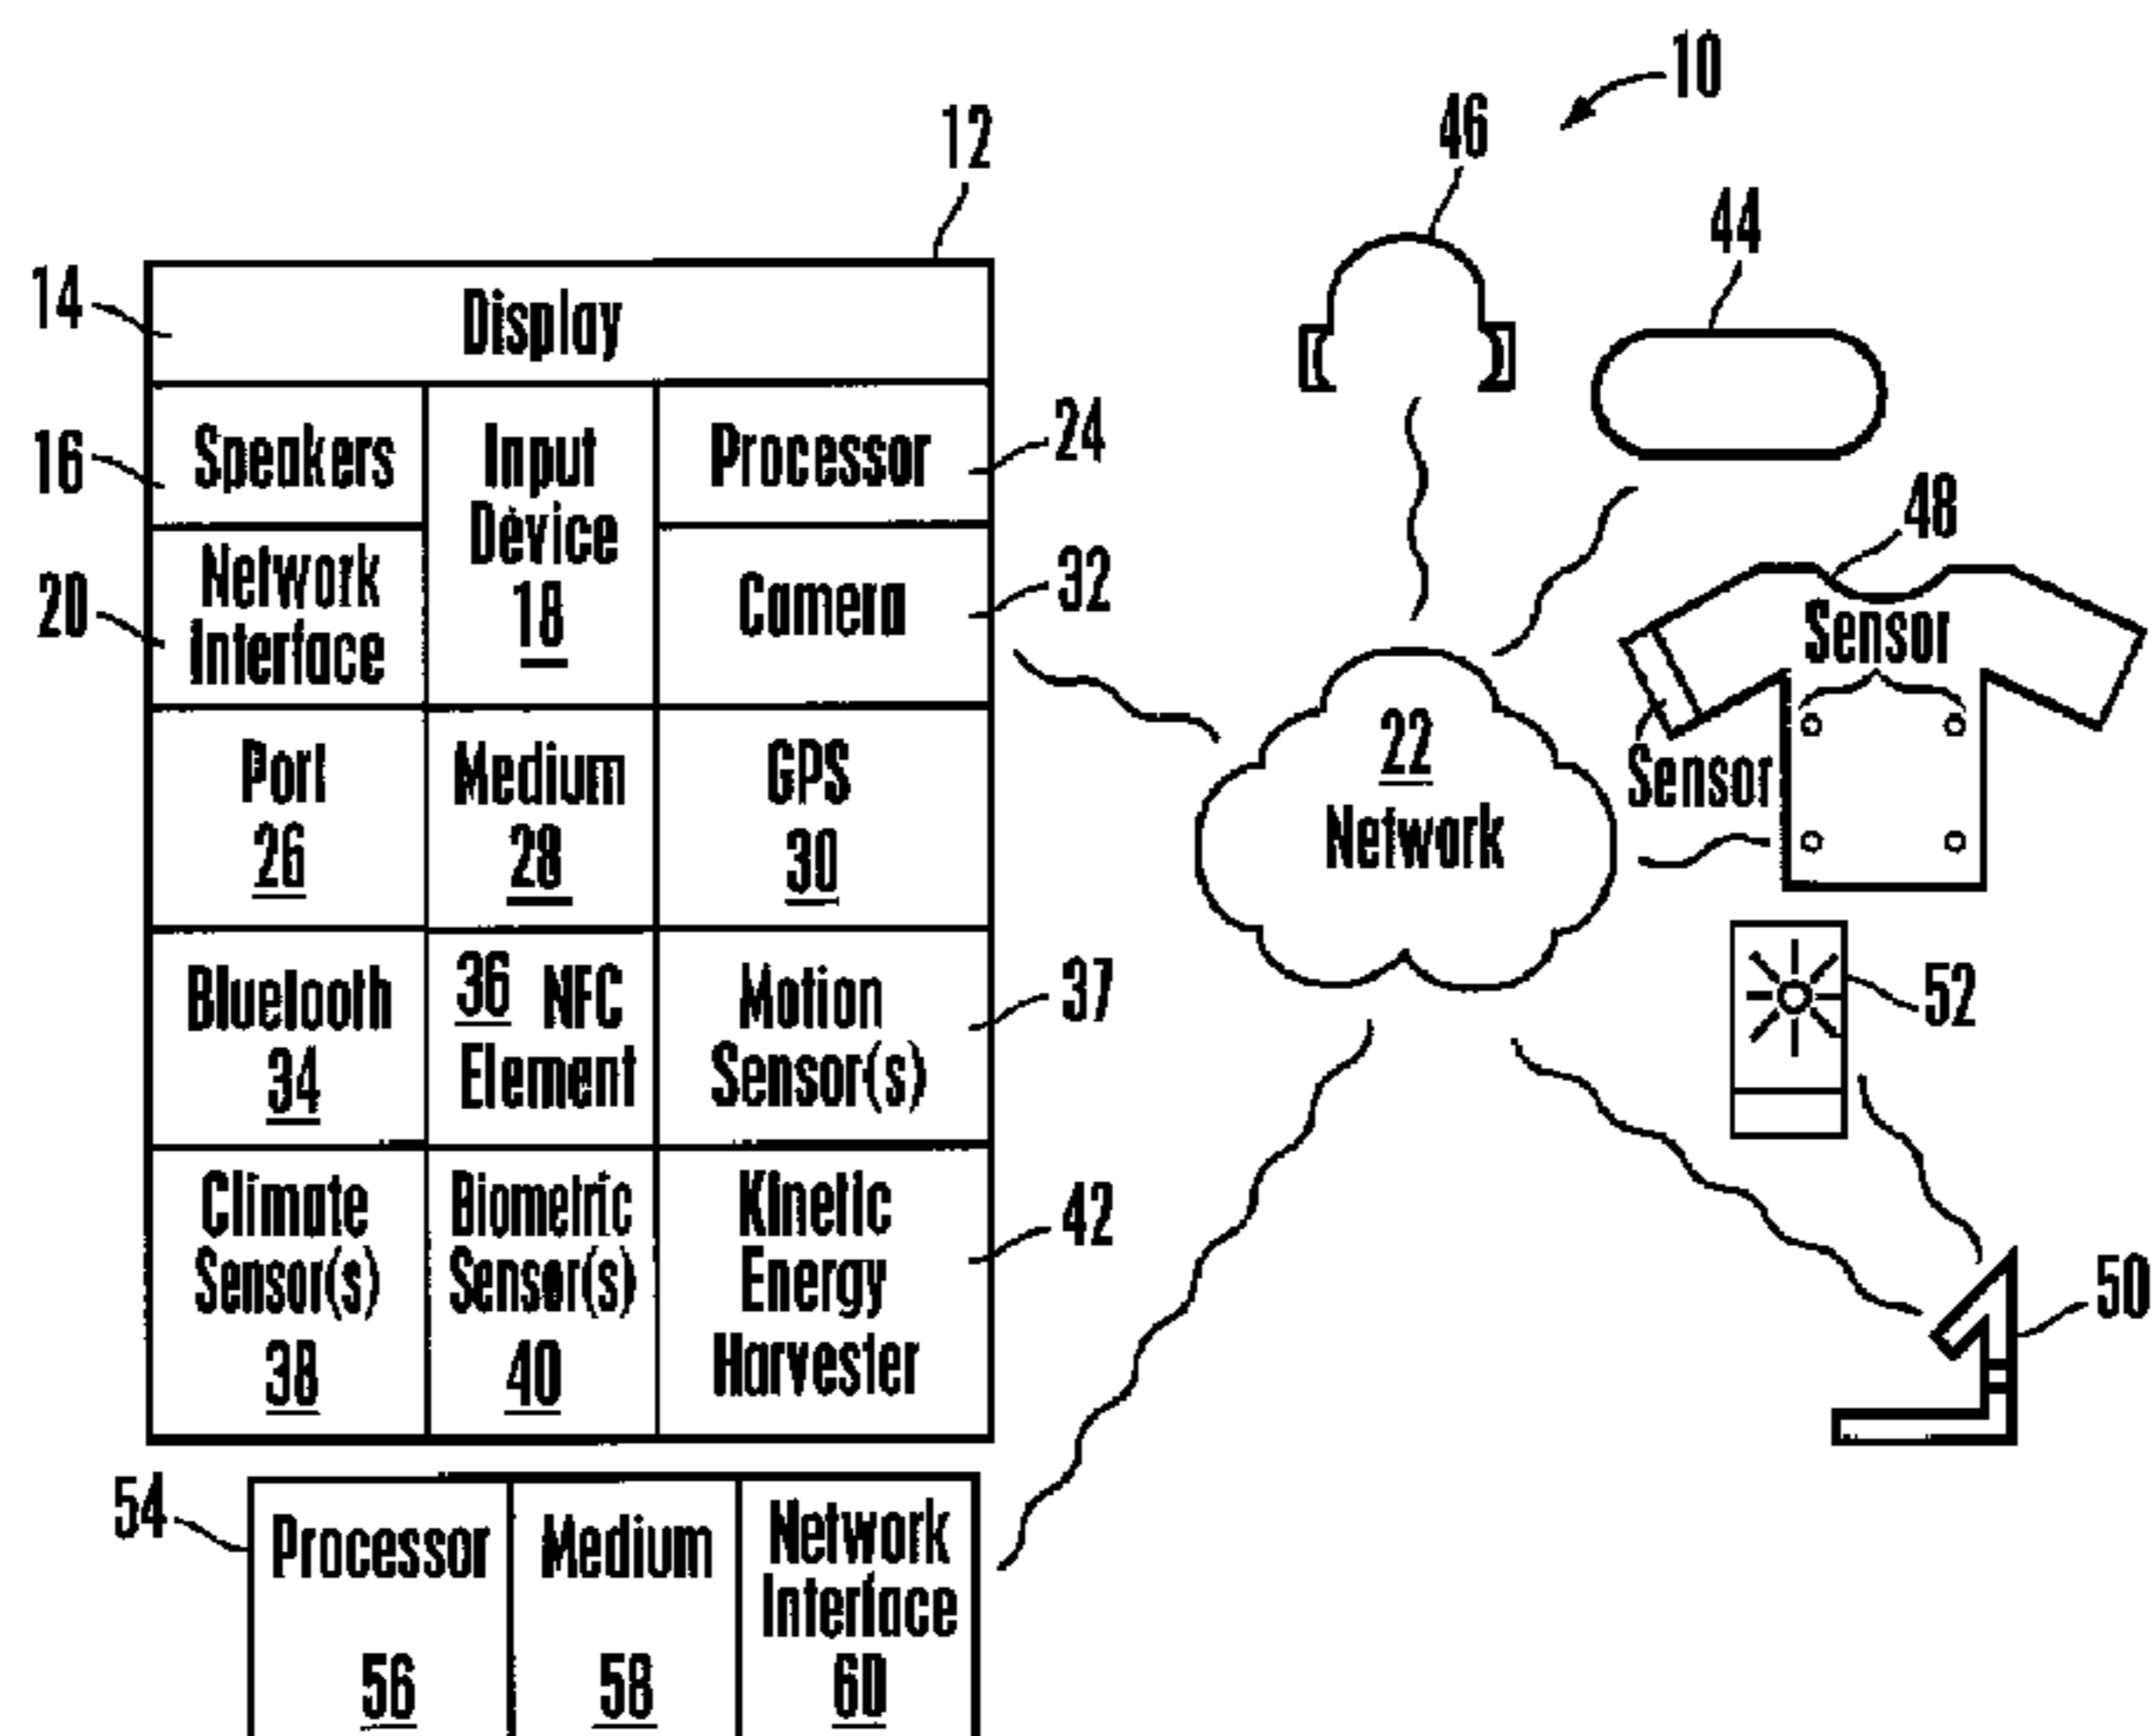 10
46
12
44
14
Display
16
Speakers
Input
Device
18
Processor
24
48
20
Network
Interface
Camera
32
Sensor
Port
26
Medium
28
GPS
30
22
Network
Sensor
Bluetooth
34
36 NFC
Element
Motion
Sensor(s)
37
52
Climate
Sensor(s)
38
Biometric
Sensor(s)
40
Kinetic
Energy
Harvester
42
50
54
Processor
56
Medium
58
Network
Interface
60